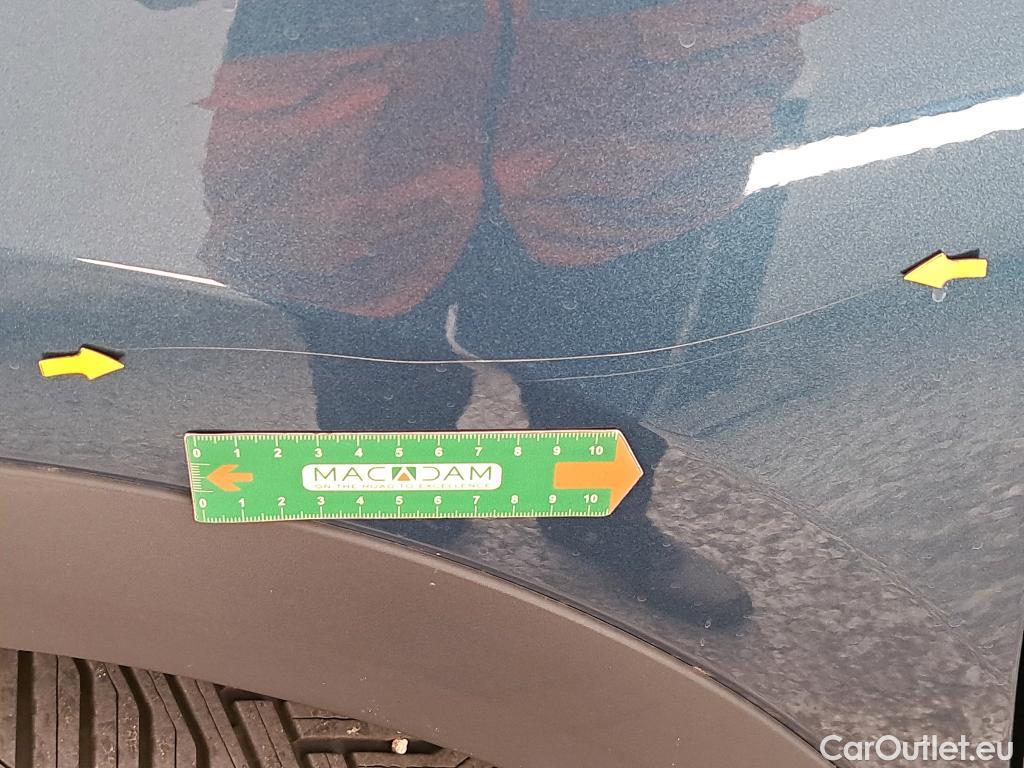 0 1 2 3 4 5 6 7 8 9 10
MACADAM
ON THE ROAD TO EXCELLENCE
0 1 2 3 4 5 6 7 8 9 10
CarOutlet.eu